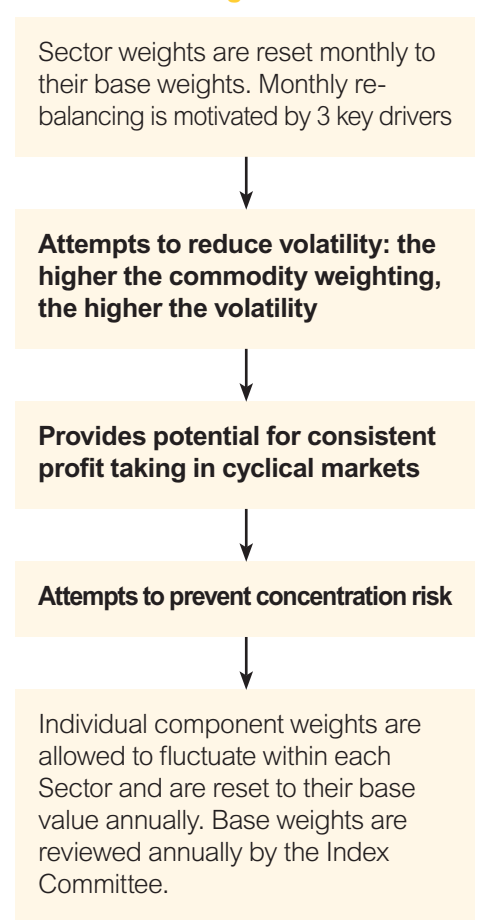 Sector weights are reset monthly to
their base weights. Monthly re-
balancing is motivated by 3 key drivers
Attempts to reduce volatility: the
higher the commodity weighting,
the higher the volatility
Provides potential for consistent
profit taking in cyclical markets
Attempts to prevent concentration risk
Individual component weights are
allowed to fluctuate within each
Sector and are reset to their base
value annually. Base weights are
reviewed annually by the Index
Committee.